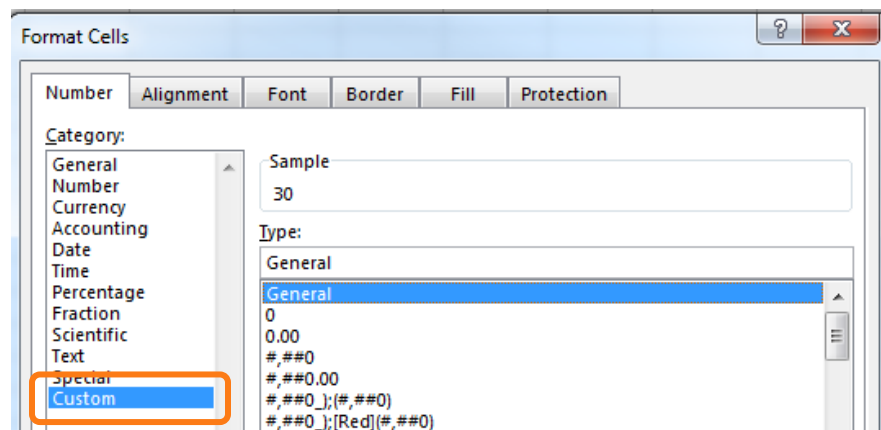 Format Cells
Number Alignment Font Border Fill Protection
Category:
General
Number
Currency
Accounting
Date
Time
Percentage
Fraction
Scientific
Text
Special
Custom
Sample
30
Type:
General
General
0
0.00
#,##0
#,##0.00
#,##0_);(#,##0)
#,##0_);[Red](#,##0)